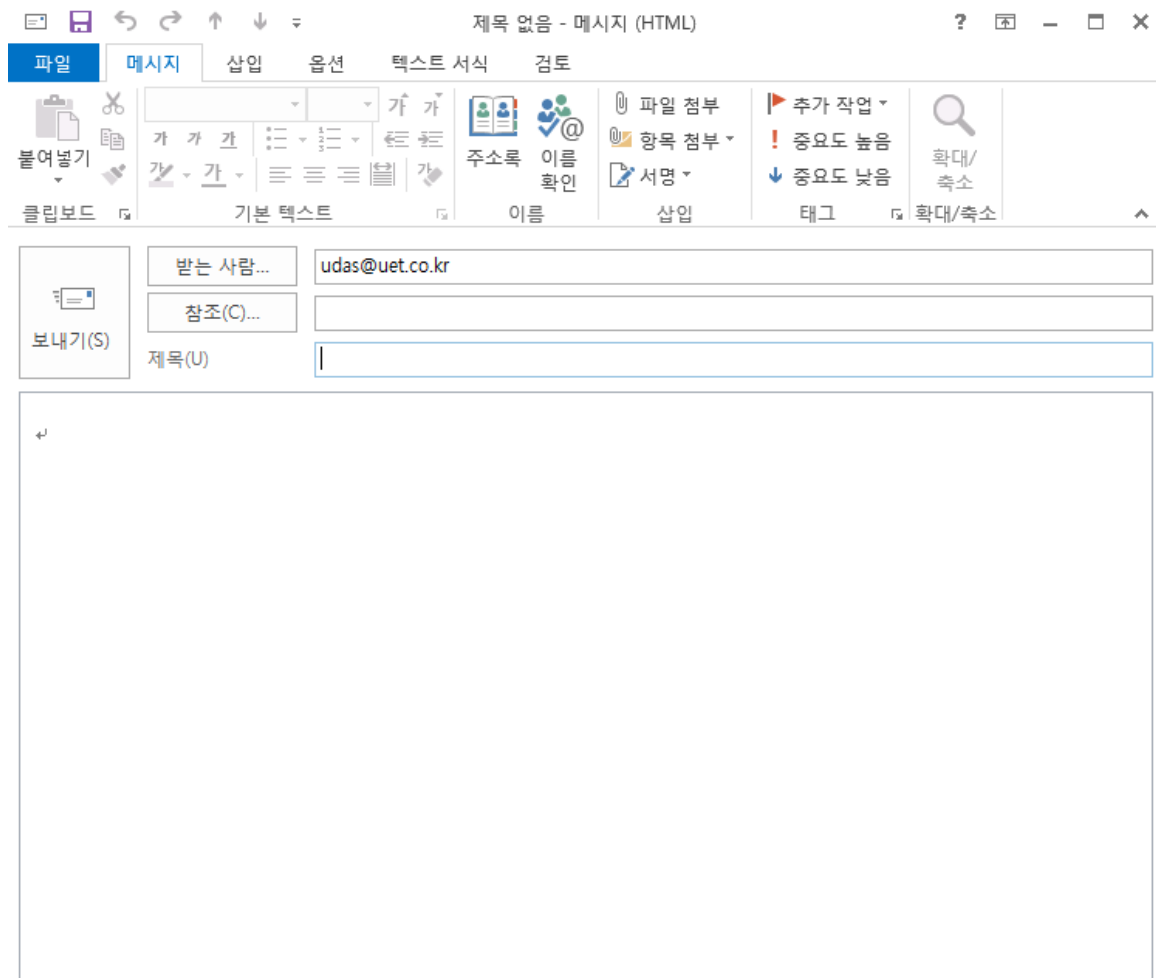 제목 없음 - 메시지 (HTML)
파일 메시지 삽입 옵션 텍스트 서식 검토
붙여넣기
클립보드
가 가
가 가 가
가 가 가
기본 텍스트
주소록
이름
확인
이름
파일 첨부
항목 첨부
서명
삽입
추가 작업
중요도 높음
중요도 낮음
태그
확대/
축소
확대/축소
보내기(S)
받는 사람... udas@uet.co.kr
참조(C)...
제목(U)